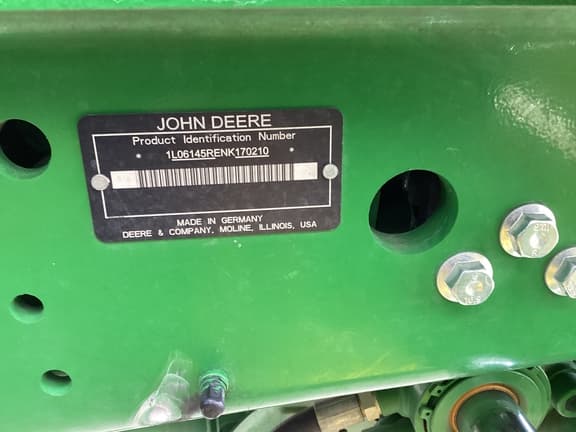 JOHN DEERE
Product Identification Number
* 1L06145RENK170210 *
MADE IN GERMANY
DEERE & COMPANY, MOLINE, ILLINOIS, USA